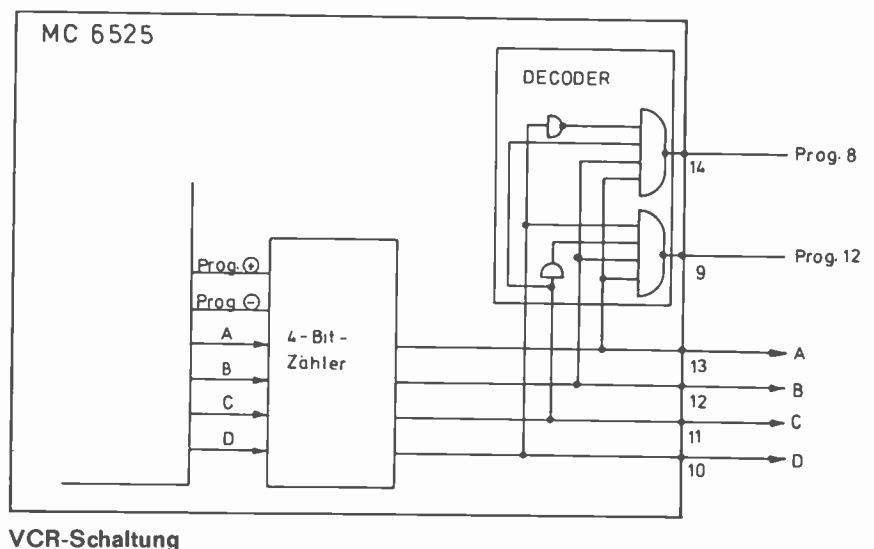 MC 6525
DECODER
Prog. 8
14
Prog. 12
9
Prog. ⊕
Prog ⊖
A
B
C
D
4-Bit-
Zähler
13
A
12
B
11
C
10
D
VCR-Schaltung